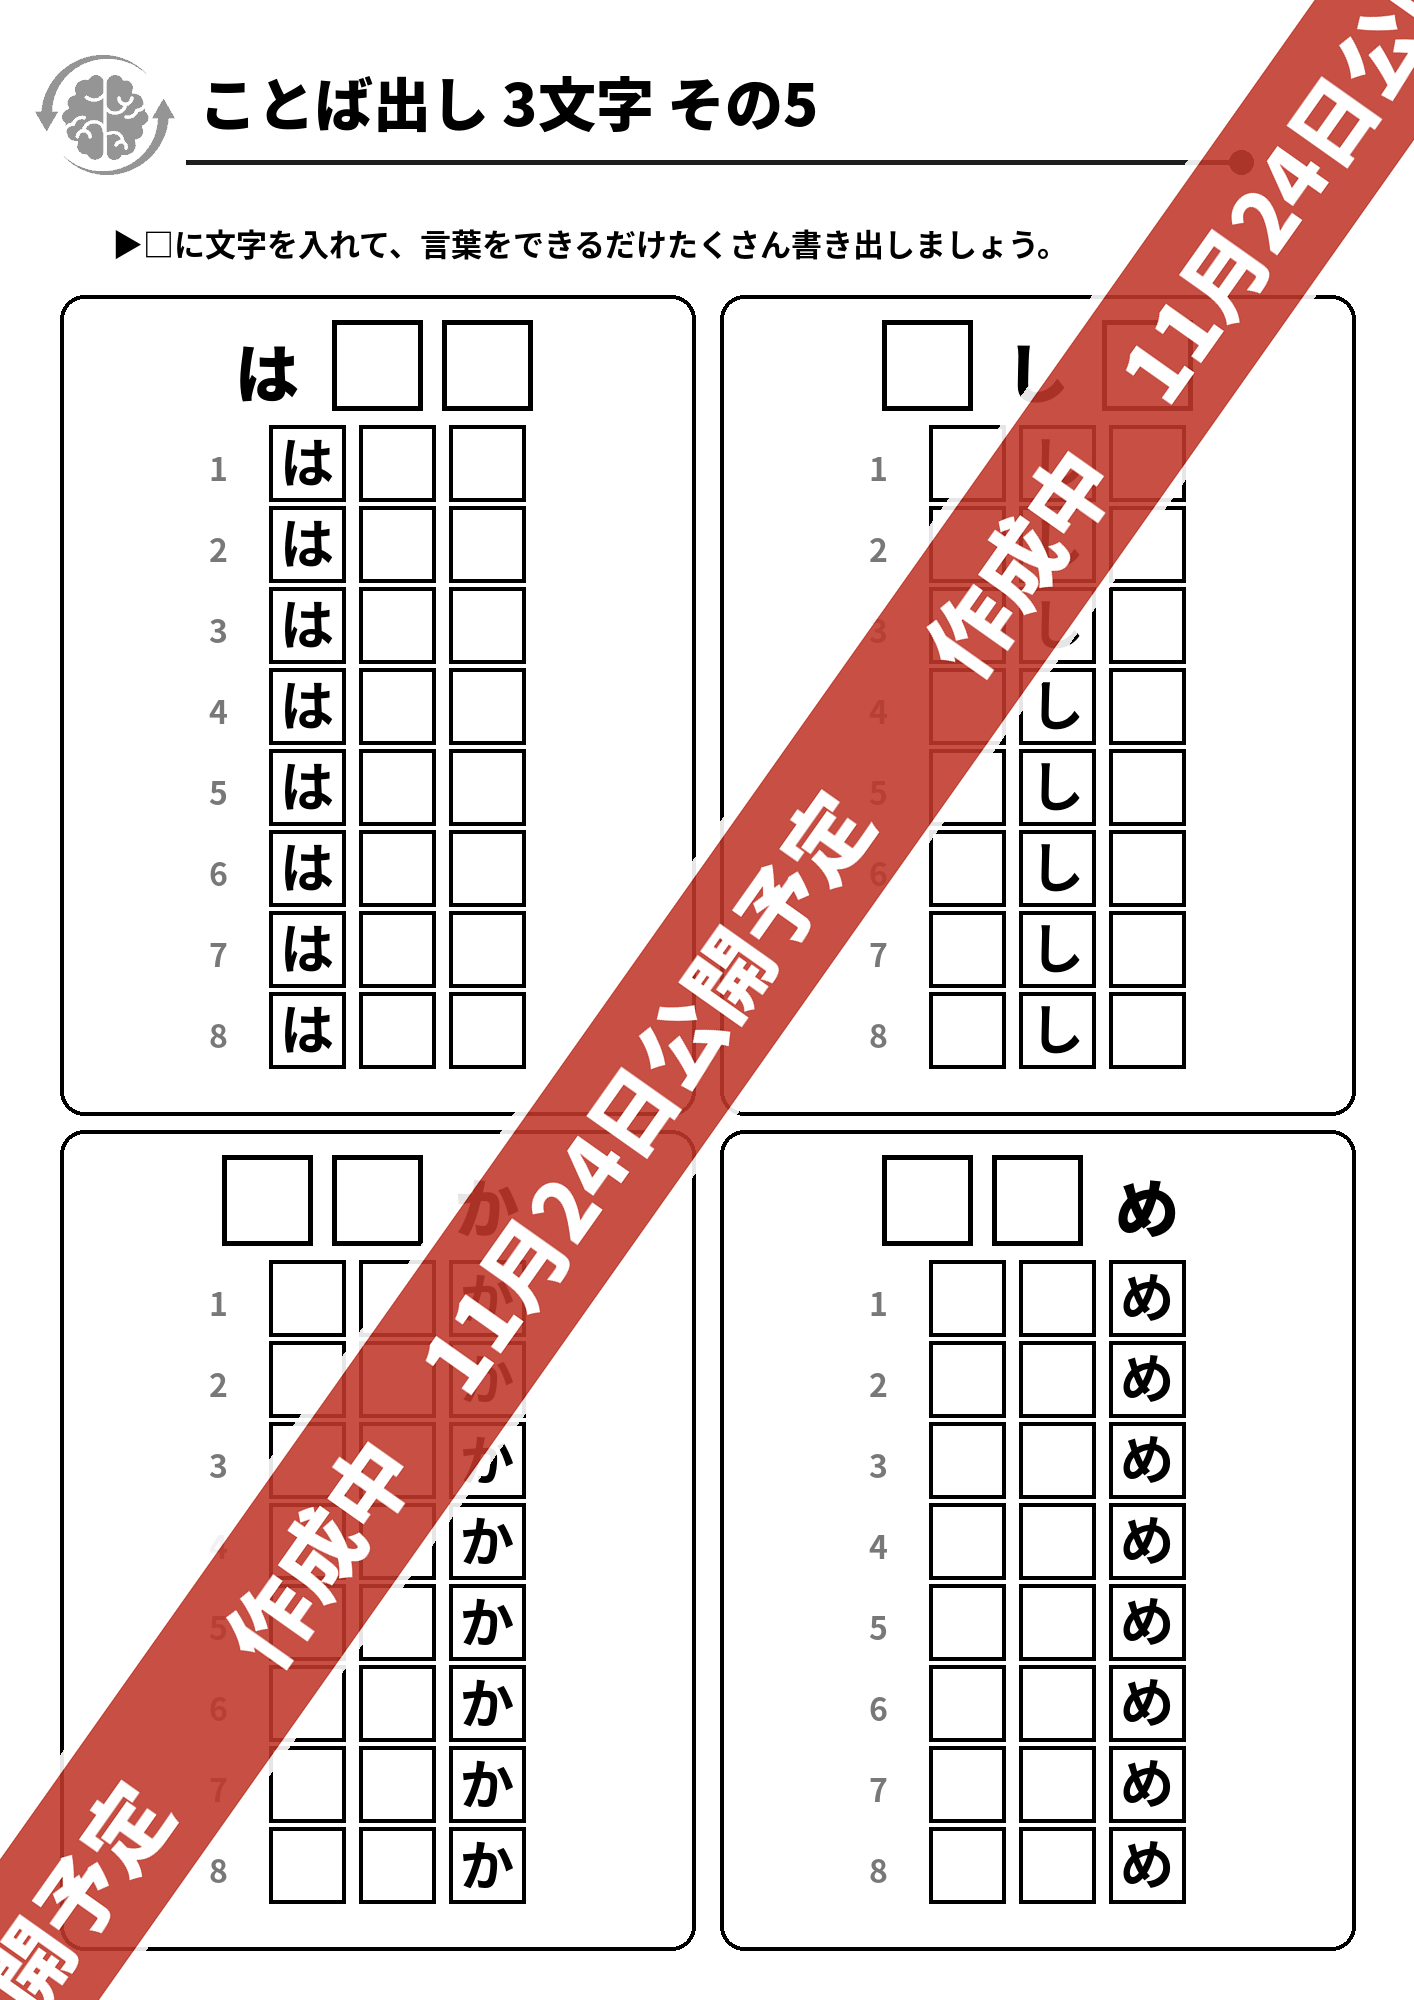 ことば出し 3文字 その5
▶□に文字を入れて、言葉をできるだけたくさん書き出しましょう。
は□□
1 は
2 は
3 は
4 は
5 は
6 は
7 は
8 は
□し□
1 し
2 し
3 し
4 し
5 し
6 し
7 し
8 し
□□か
1 か
2 か
3 か
4 か
5 か
6 か
7 か
8 か
□□め
1 め
2 め
3 め
4 め
5 め
6 め
7 め
8 め
11月24日公
作成中 11月24日公開予定
作成中
開予定